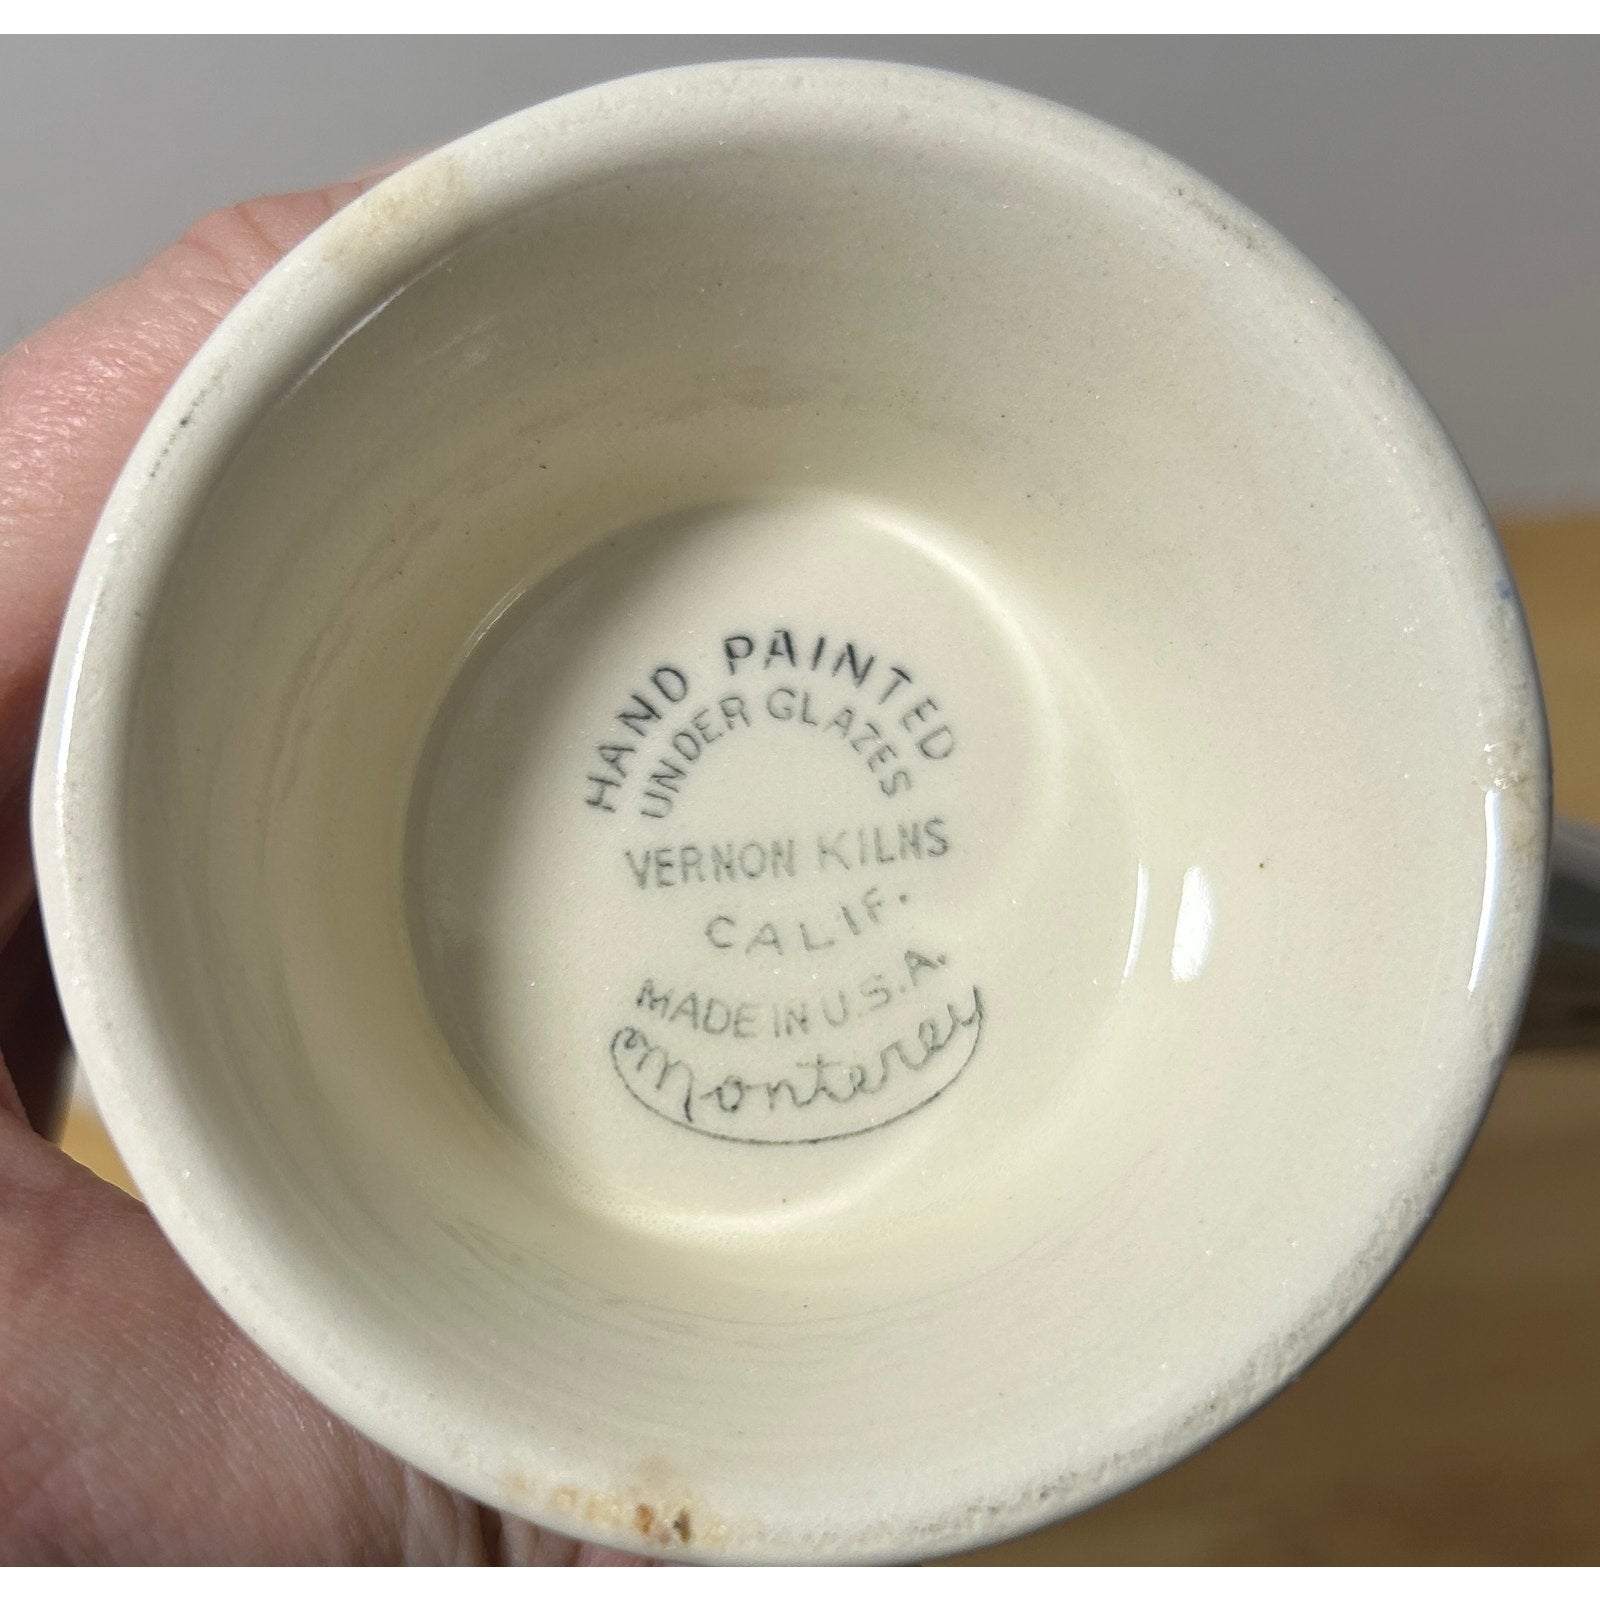 HAND PAINTED
UNDER GLAZES
VERNON KILNS
CALIF.
MADE IN U.S.A.
Monterey